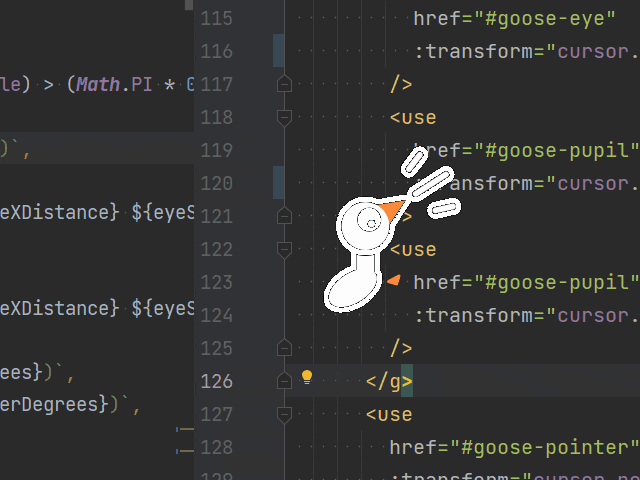 le) > (Math.PI * 0
)`,
eXDistance} ${eyeS
eXDistance} ${eyeS
ees})`,
erDegrees})`,
115 href="#goose-eye"
116 :transform="cursor.
117 />
118 <use
119 href="#goose-pupil"
120 :transform="cursor.
121 />
122 <use
123 href="#goose-pupil"
124 :transform="cursor.
125 />
126 </g>
127 <use
128 href="#goose-pointer"
129 :transform="cursor.